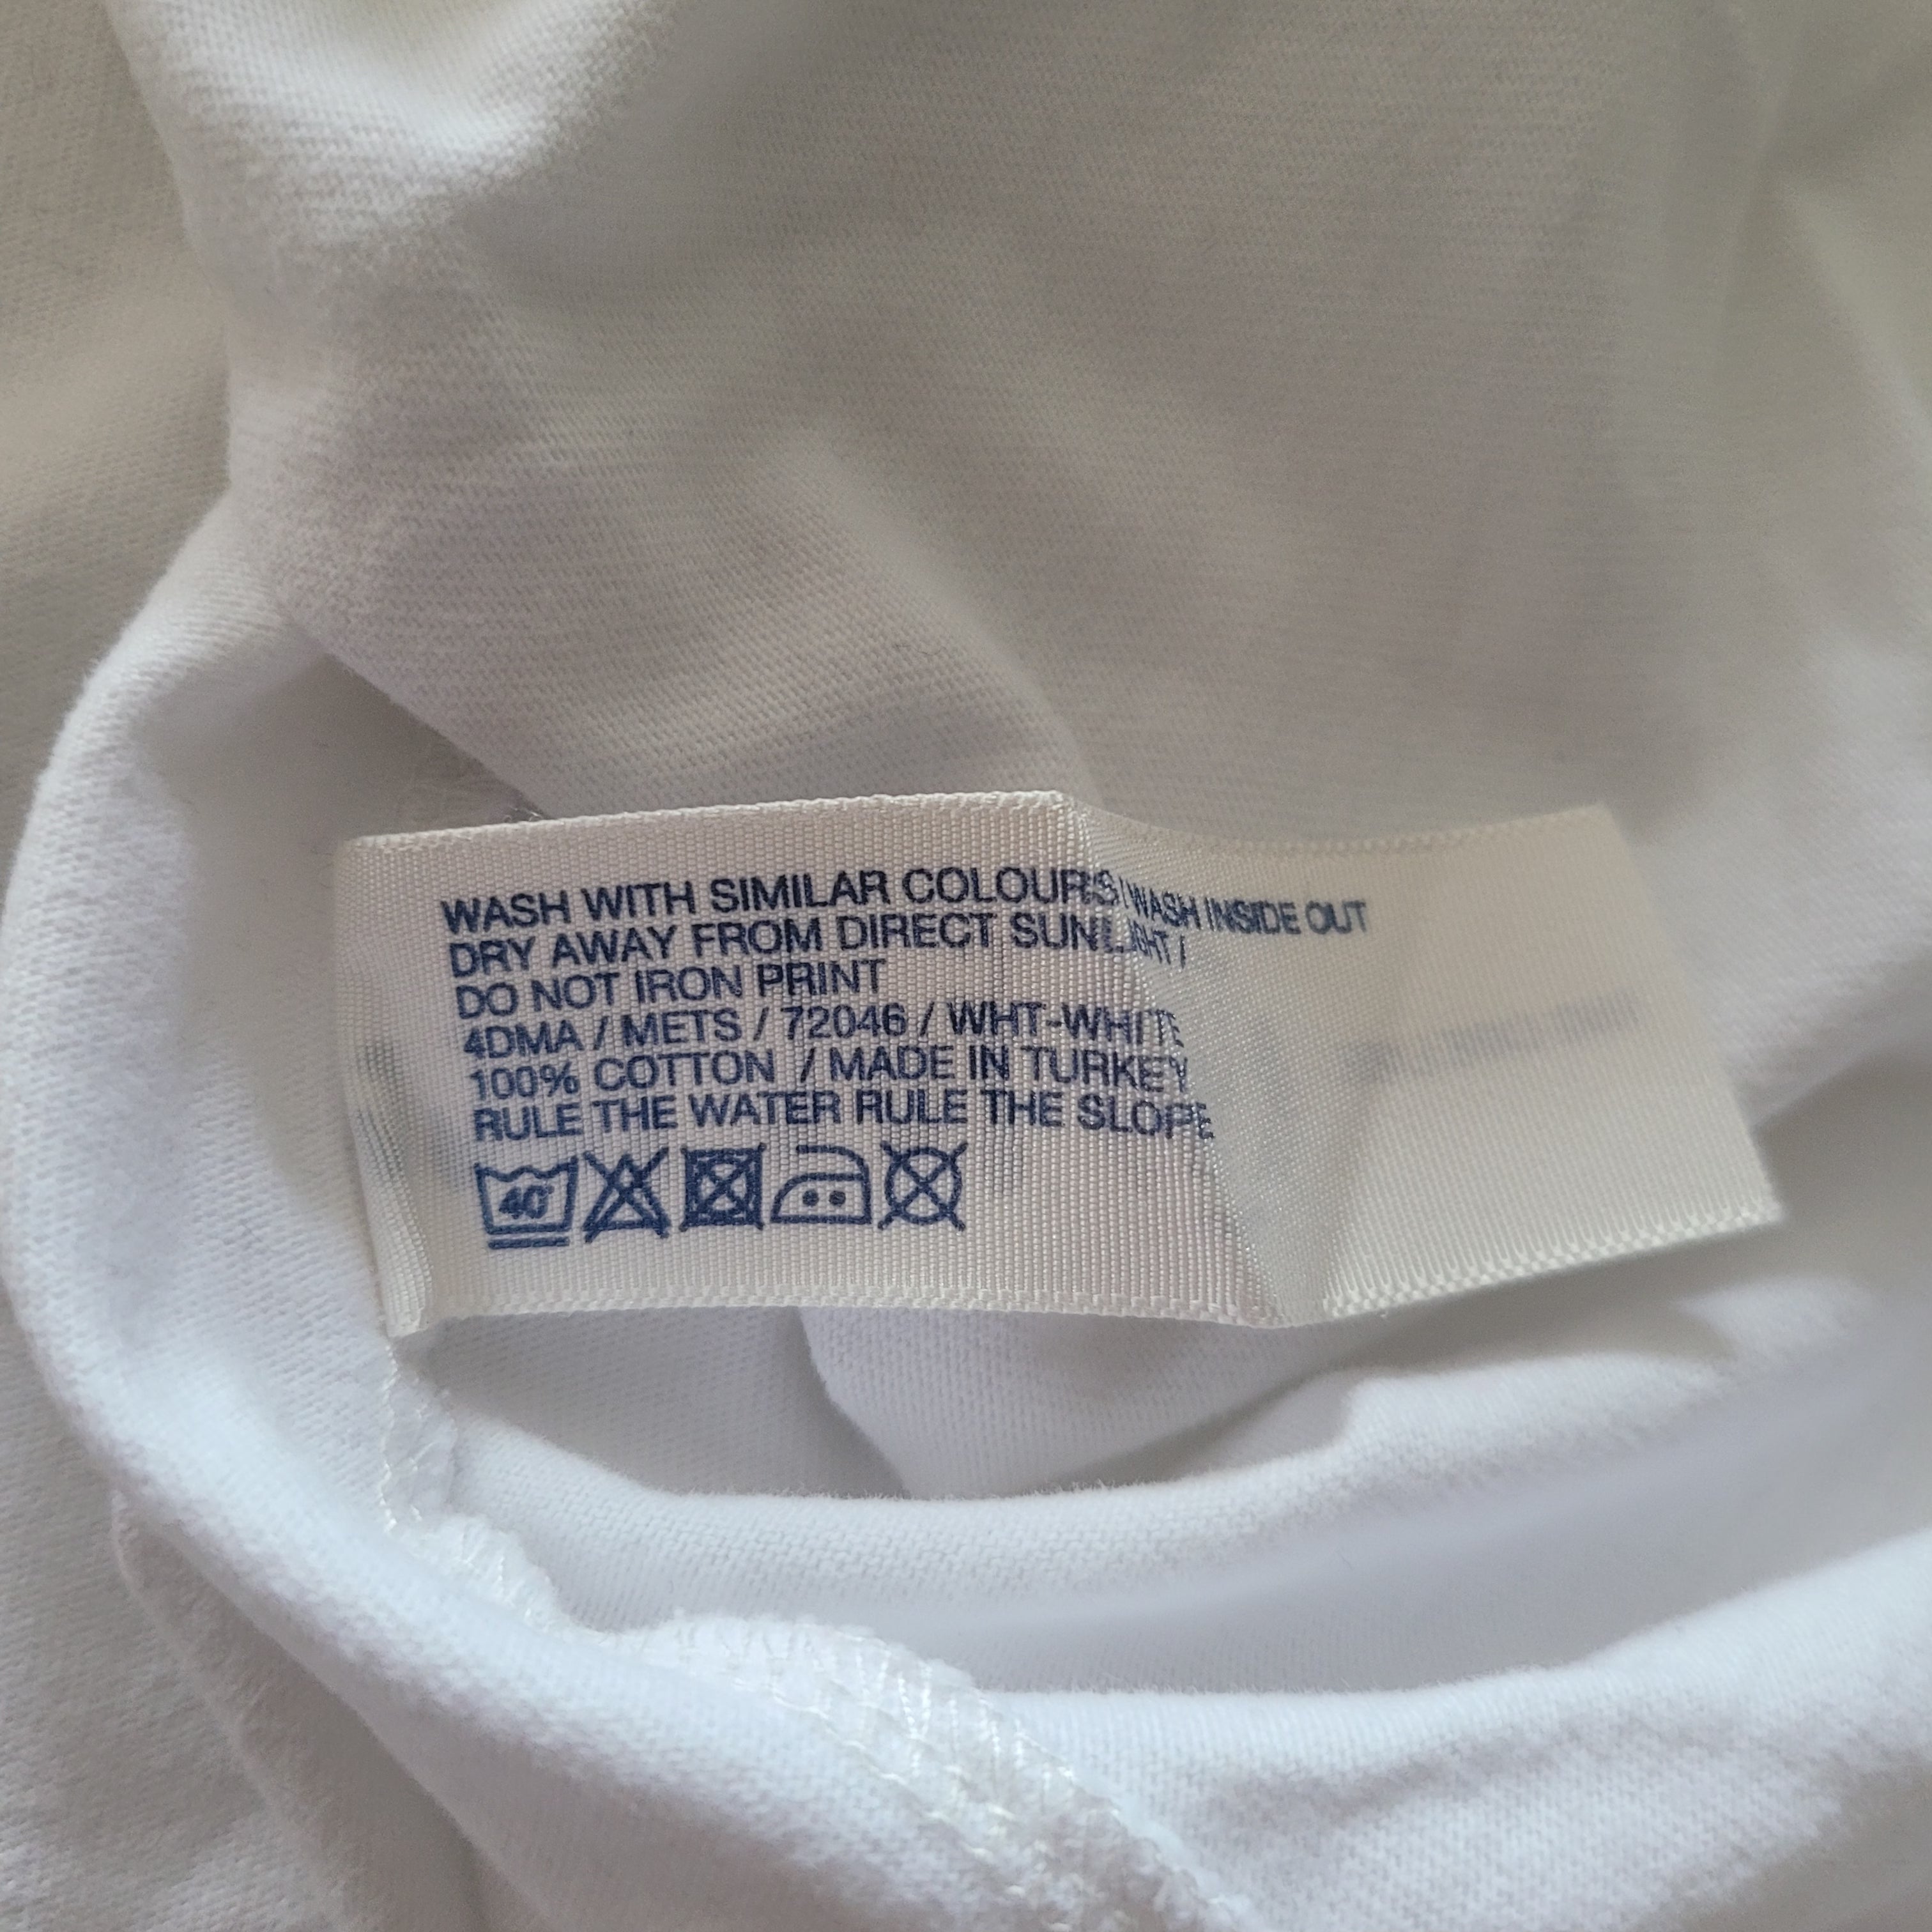 WASH WITH SIMILAR COLOURS / WASH INSIDE OUT
DRY AWAY FROM DIRECT SUNLIGHT /
DO NOT IRON PRINT
4DMA / METS / 72046 / WHT-WHITE
100% COTTON / MADE IN TURKEY
RULE THE WATER RULE THE SLOPE
40°